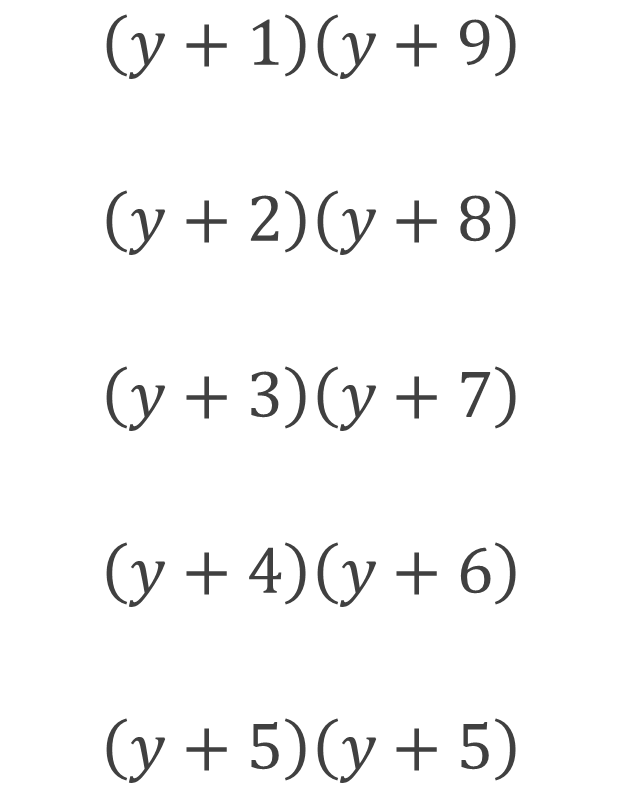 (y + 1)(y + 9)
(y + 2)(y + 8)
(y + 3)(y + 7)
(y + 4)(y + 6)
(y + 5)(y + 5)